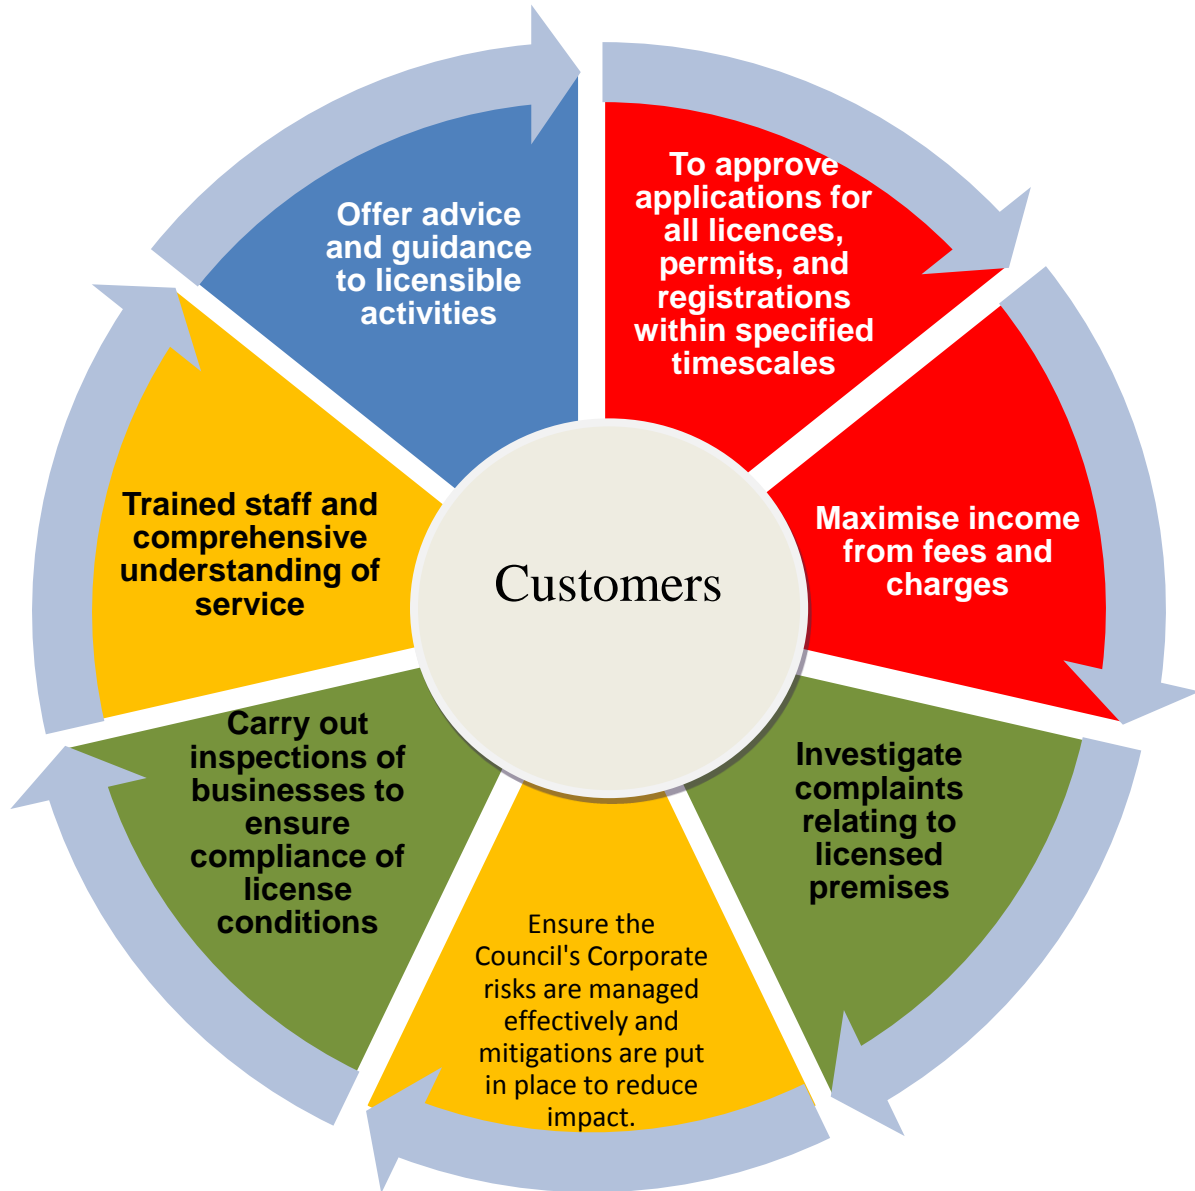 To approve
applications for
all licences,
permits, and
registrations
within specified
timescales
Maximise income
from fees and
charges
Investigate
complaints
relating to
licensed
premises
Ensure the
Council's Corporate
risks are managed
effectively and
mitigations are put
in place to reduce
impact.
Carry out
inspections of
businesses to
ensure
compliance of
license
conditions
Trained staff and
comprehensive
understanding of
service
Offer advice
and guidance
to licensible
activities
Customers